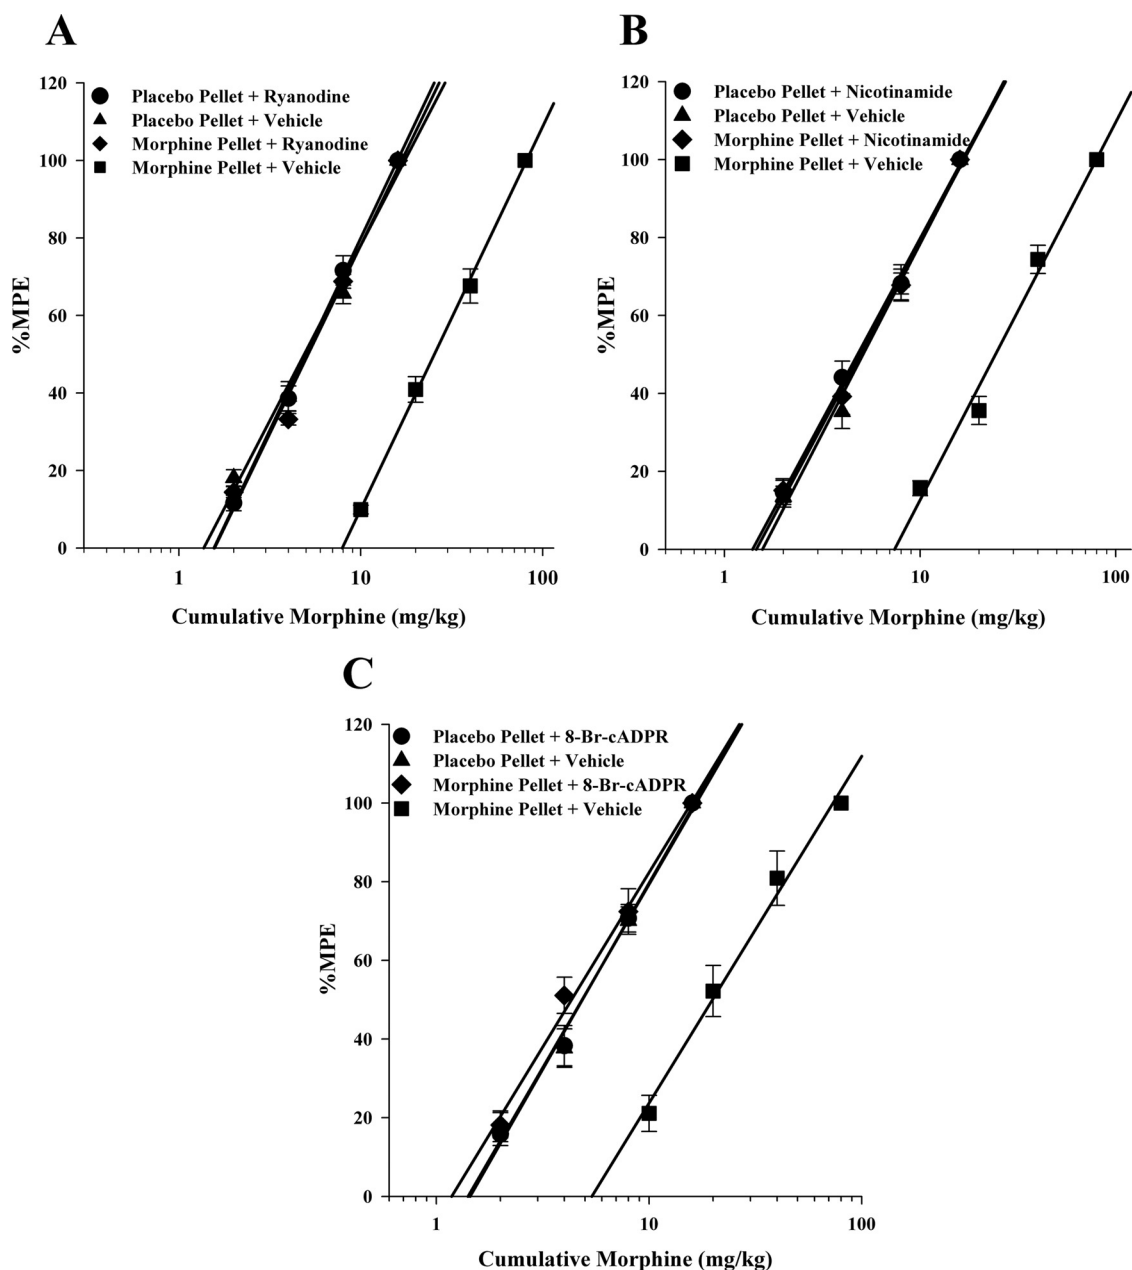 A
120
100
80
60
40
20
0
%MPE
Placebo Pellet + Ryanodine
Placebo Pellet + Vehicle
Morphine Pellet + Ryanodine
Morphine Pellet + Vehicle
1 10 100
Cumulative Morphine (mg/kg)
B
120
100
80
60
40
20
0
%MPE
Placebo Pellet + Nicotinamide
Placebo Pellet + Vehicle
Morphine Pellet + Nicotinamide
Morphine Pellet + Vehicle
1 10 100
Cumulative Morphine (mg/kg)
C
120
100
80
60
40
20
0
%MPE
Placebo Pellet + 8-Br-cADPR
Placebo Pellet + Vehicle
Morphine Pellet + 8-Br-cADPR
Morphine Pellet + Vehicle
1 10 100
Cumulative Morphine (mg/kg)